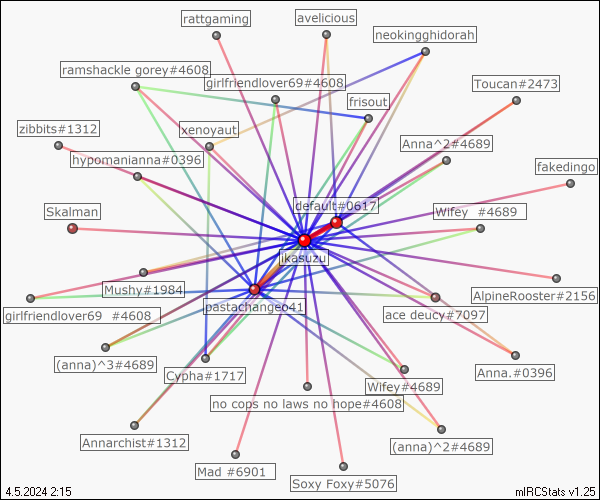 rattgaming
avelicious
neokingghidorah
ramshackle gorey#4608
girlfriendlover69#4608
Toucan#2473
frisout
zibbits#1312
xenoyaut
Anna^2#4689
hypomanianna#0396
fakedingo
default#0617
Skalman
Wifey #4689
jikasuzu
Mushy#1984
AlpineRooster#2156
pastachangeo41
girlfriendlover69 #4608
ace deucy#7097
(anna)^3#4689
Cypha#1717
Anna.#0396
Wifey#4689
no cops no laws no hope#4608
Annarchist#1312
(anna)^2#4689
Mad #6901
Soxy Foxy#5076
4.5.2024 2:15
mIRCStats v1.25